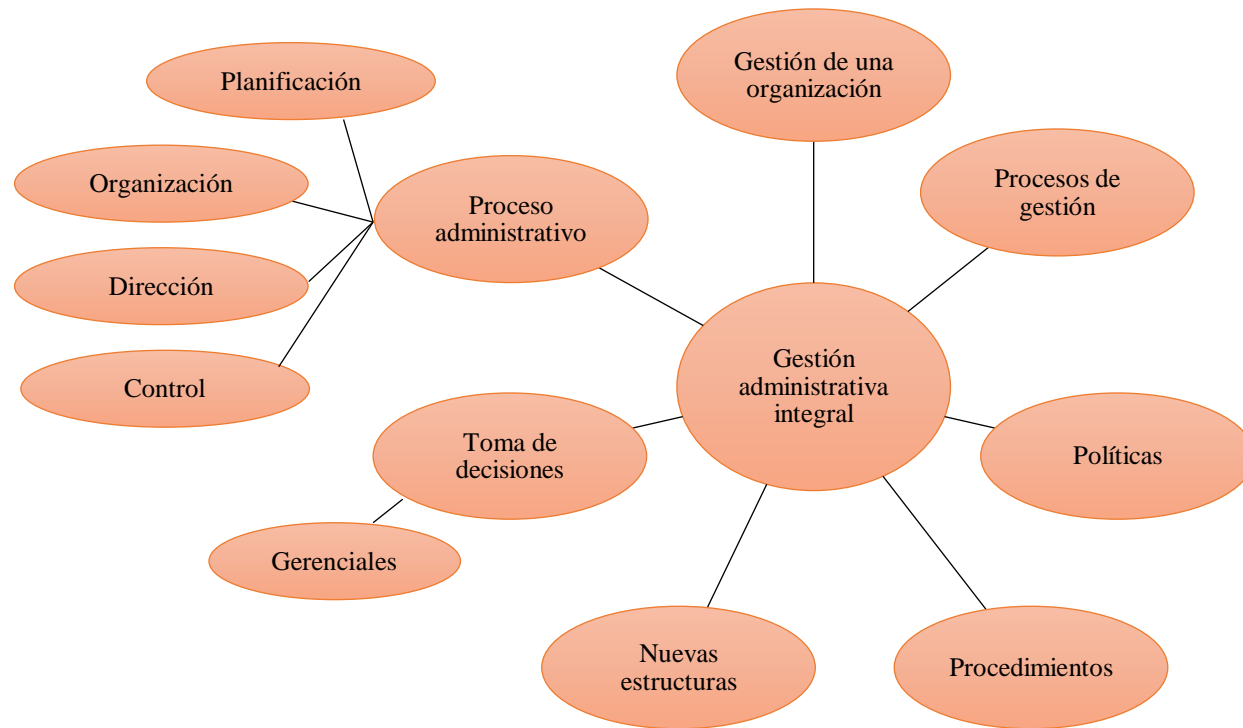 Gestión de una
organización
Planificación
Organización
Proceso
administrativo
Procesos de
gestión
Dirección
Control
Gestión
administrativa
integral
Toma de
decisiones
Políticas
Gerenciales
Nuevas
estructuras
Procedimientos